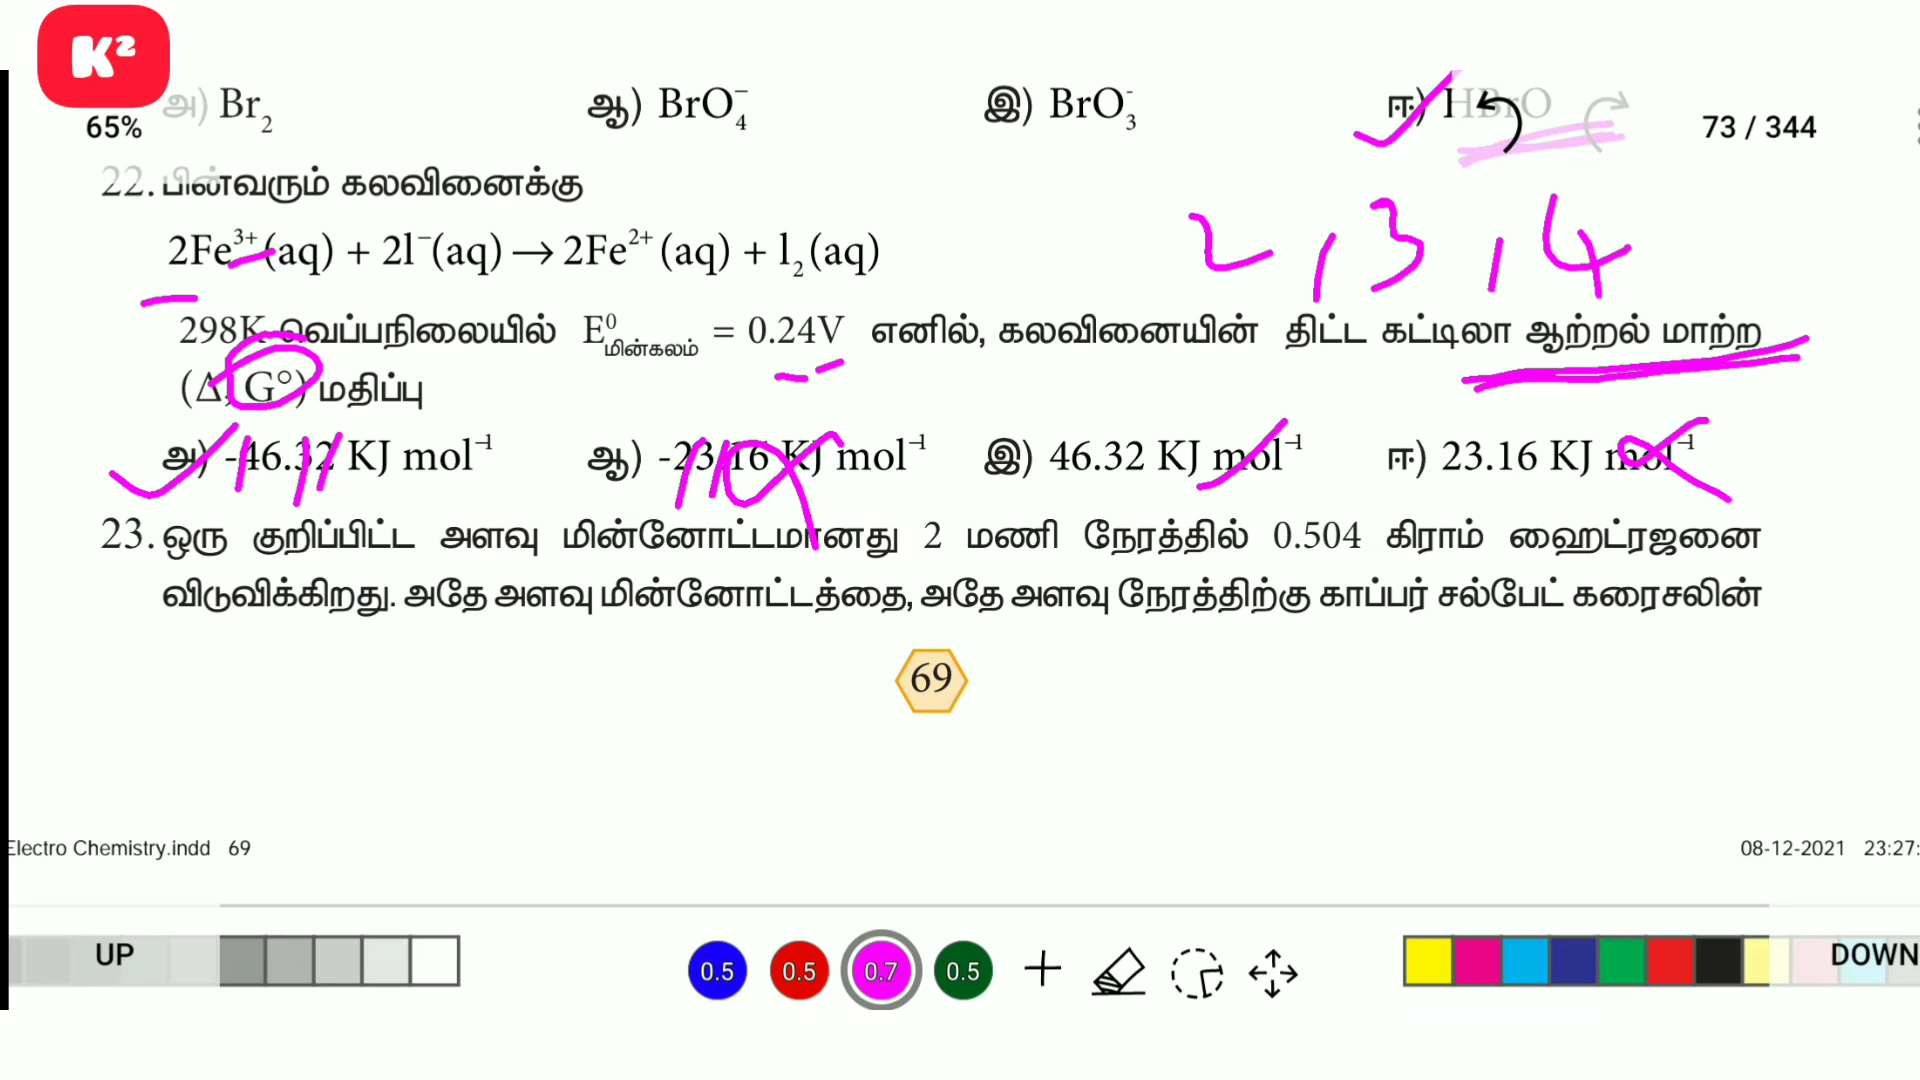 K²
அ) Br₂ ஆ) BrO₄⁻ இ) BrO₃⁻ ஈ) HBrO
65% 73 / 344
22. பின்வரும் கலவினைக்கு
2Fe³⁺(aq) + 2l⁻(aq) → 2Fe²⁺(aq) + l₂(aq)
2, 3, 4
298K வெப்பநிலையில் E⁰மின்கலம் = 0.24V எனில், கலவினையின் திட்ட கட்டிலா ஆற்றல் மாற்ற
(Δ, G°) மதிப்பு
அ) -46.32 KJ mol⁻¹ ஆ) -23.16 KJ mol⁻¹ இ) 46.32 KJ mol⁻¹ ஈ) 23.16 KJ mol⁻¹
23. ஒரு குறிப்பிட்ட அளவு மின்னோட்டமானது 2 மணி நேரத்தில் 0.504 கிராம் ஹைட்ரஜனை
விடுவிக்கிறது. அதே அளவு மின்னோட்டத்தை, அதே அளவு நேரத்திற்கு காப்பர் சல்பேட் கரைசலின்
69
Electro Chemistry.indd 69 08-12-2021 23:27:
UP 0.5 0.5 0.7 0.5 DOWN